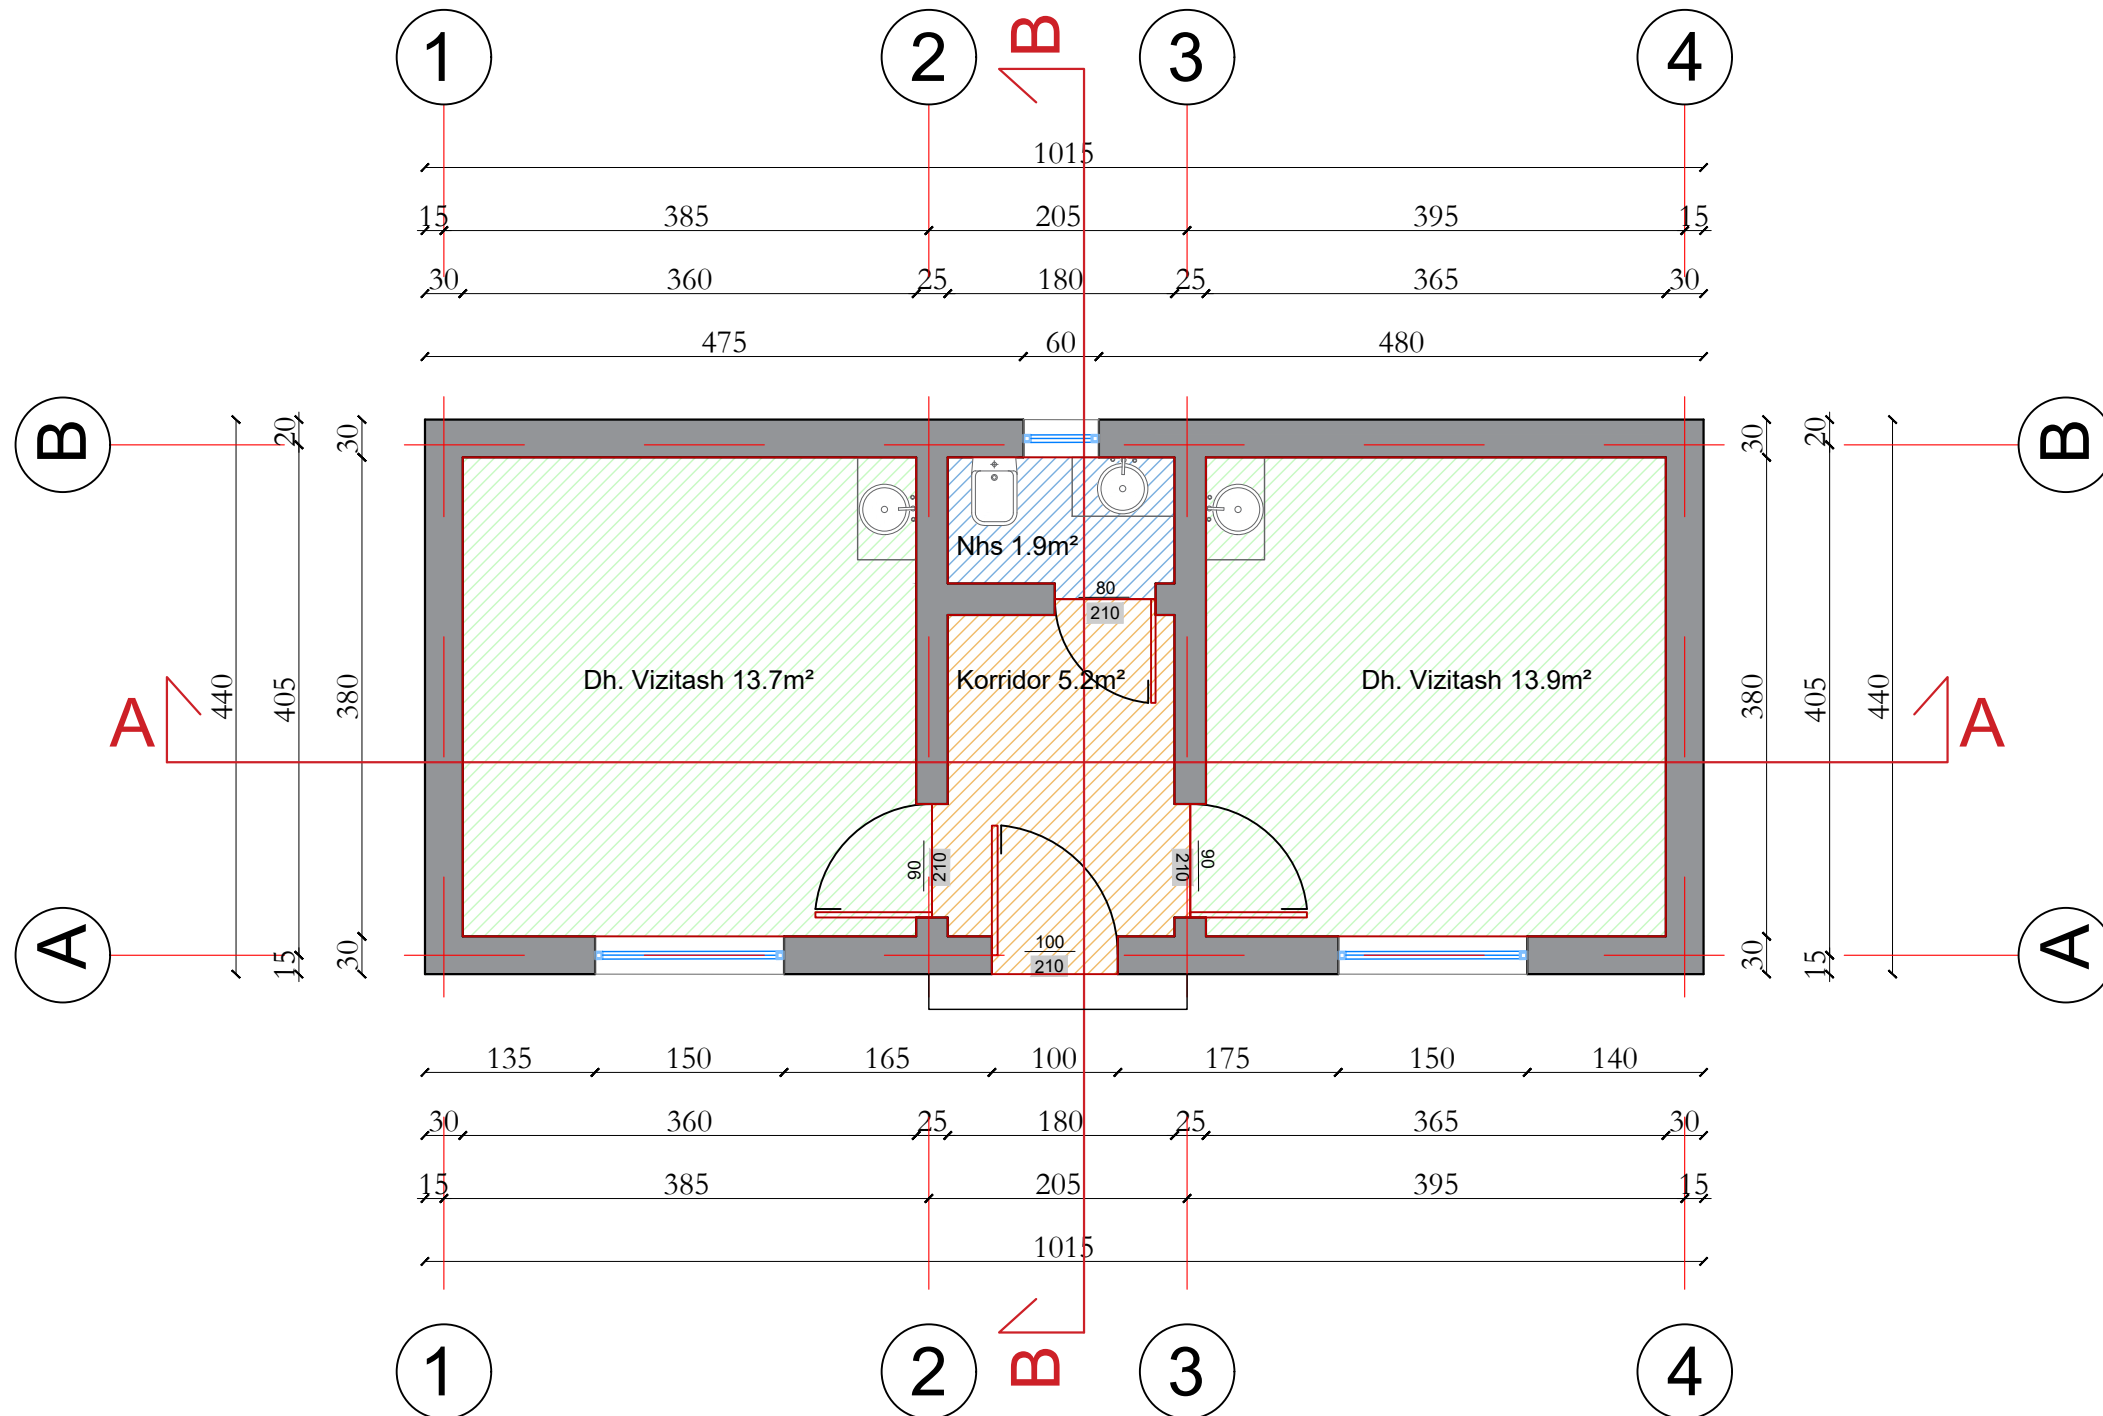 1 2 B 3 4
1015
15 385 205 395 15
30 360 25 180 25 365 30
475 60 480
B 20 30 30 20 B
Nhs 1.9m²
80
210
Dh. Vizitash 13.7m² Korridor 5.2m² Dh. Vizitash 13.9m²
A 440 405 380 380 405 440 A
90 210 210 90
100
210
A 15 30 30 15 A
135 150 165 100 175 150 140
30 360 25 180 25 365 30
15 385 205 395 15
1015
1 2 B 3 4